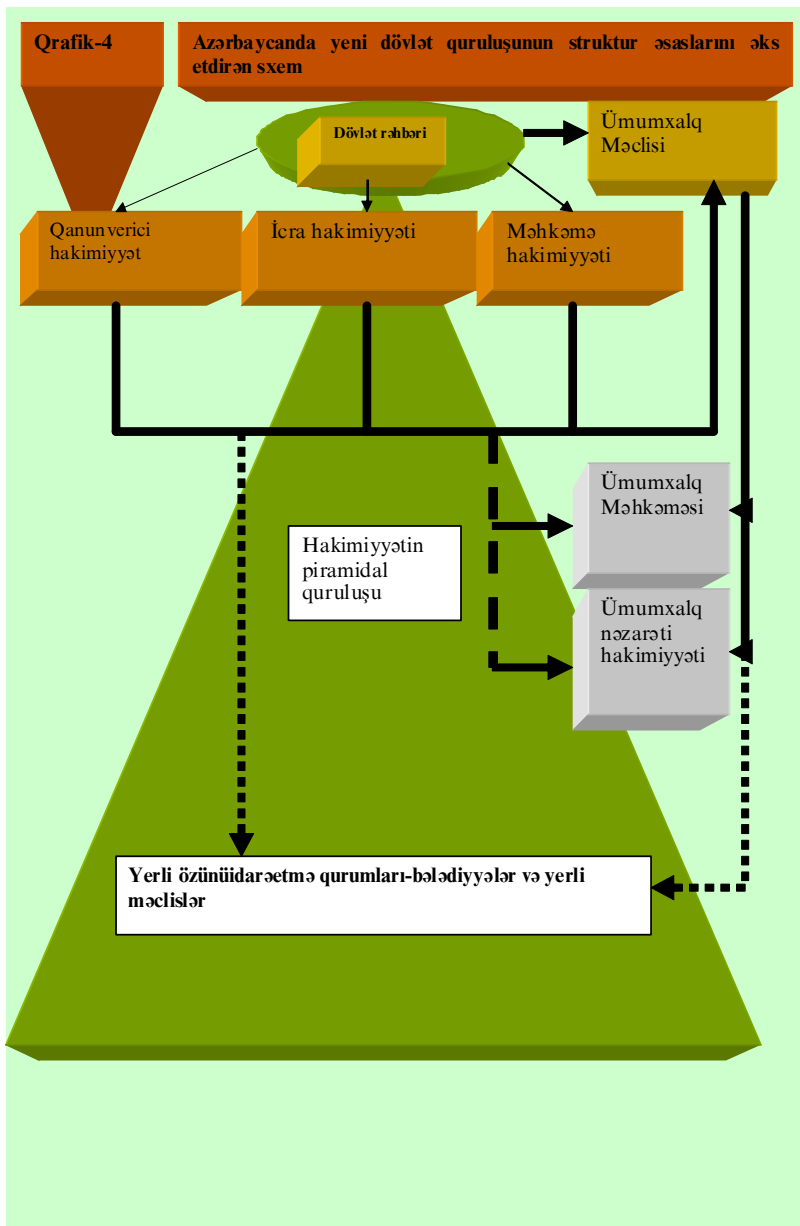 Qrafik-4
Azərbaycanda yeni dövlət quruluşunun struktur əsaslarını əks
etdirən sxem
Dövlət rəhbəri
Ümumxalq
Məclisi
Qanunverici
hakimiyyət
İcra hakimiyyəti
Məhkəmə
hakimiyyəti
Ümumxalq
Məhkəməsi
Hakimiyyətin
piramidal
quruluşu
Ümumxalq
nəzarəti
hakimiyyəti
Yerli özünüidarəetmə qurumları-bələdiyyələr və yerli
məclislər